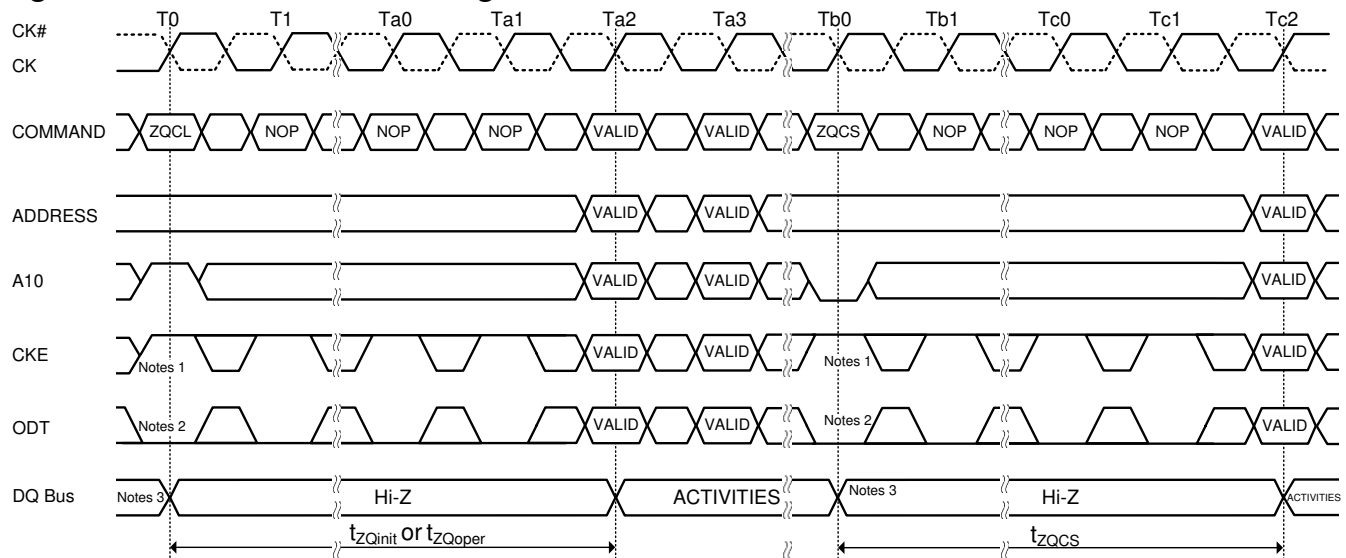 T0 T1 Ta0 Ta1 Ta2 Ta3 Tb0 Tb1 Tc0 Tc1 Tc2
CK#
CK
COMMAND ZQCL NOP NOP NOP VALID VALID ZQCS NOP NOP NOP VALID
ADDRESS VALID VALID VALID
A10 VALID VALID VALID
CKE Notes 1 VALID VALID Notes 1 VALID
ODT Notes 2 VALID VALID Notes 2 VALID
DQ Bus Notes 3 Hi-Z ACTIVITIES Notes 3 Hi-Z ACTIVITIES
tZQinit or tZQoper tZQCS